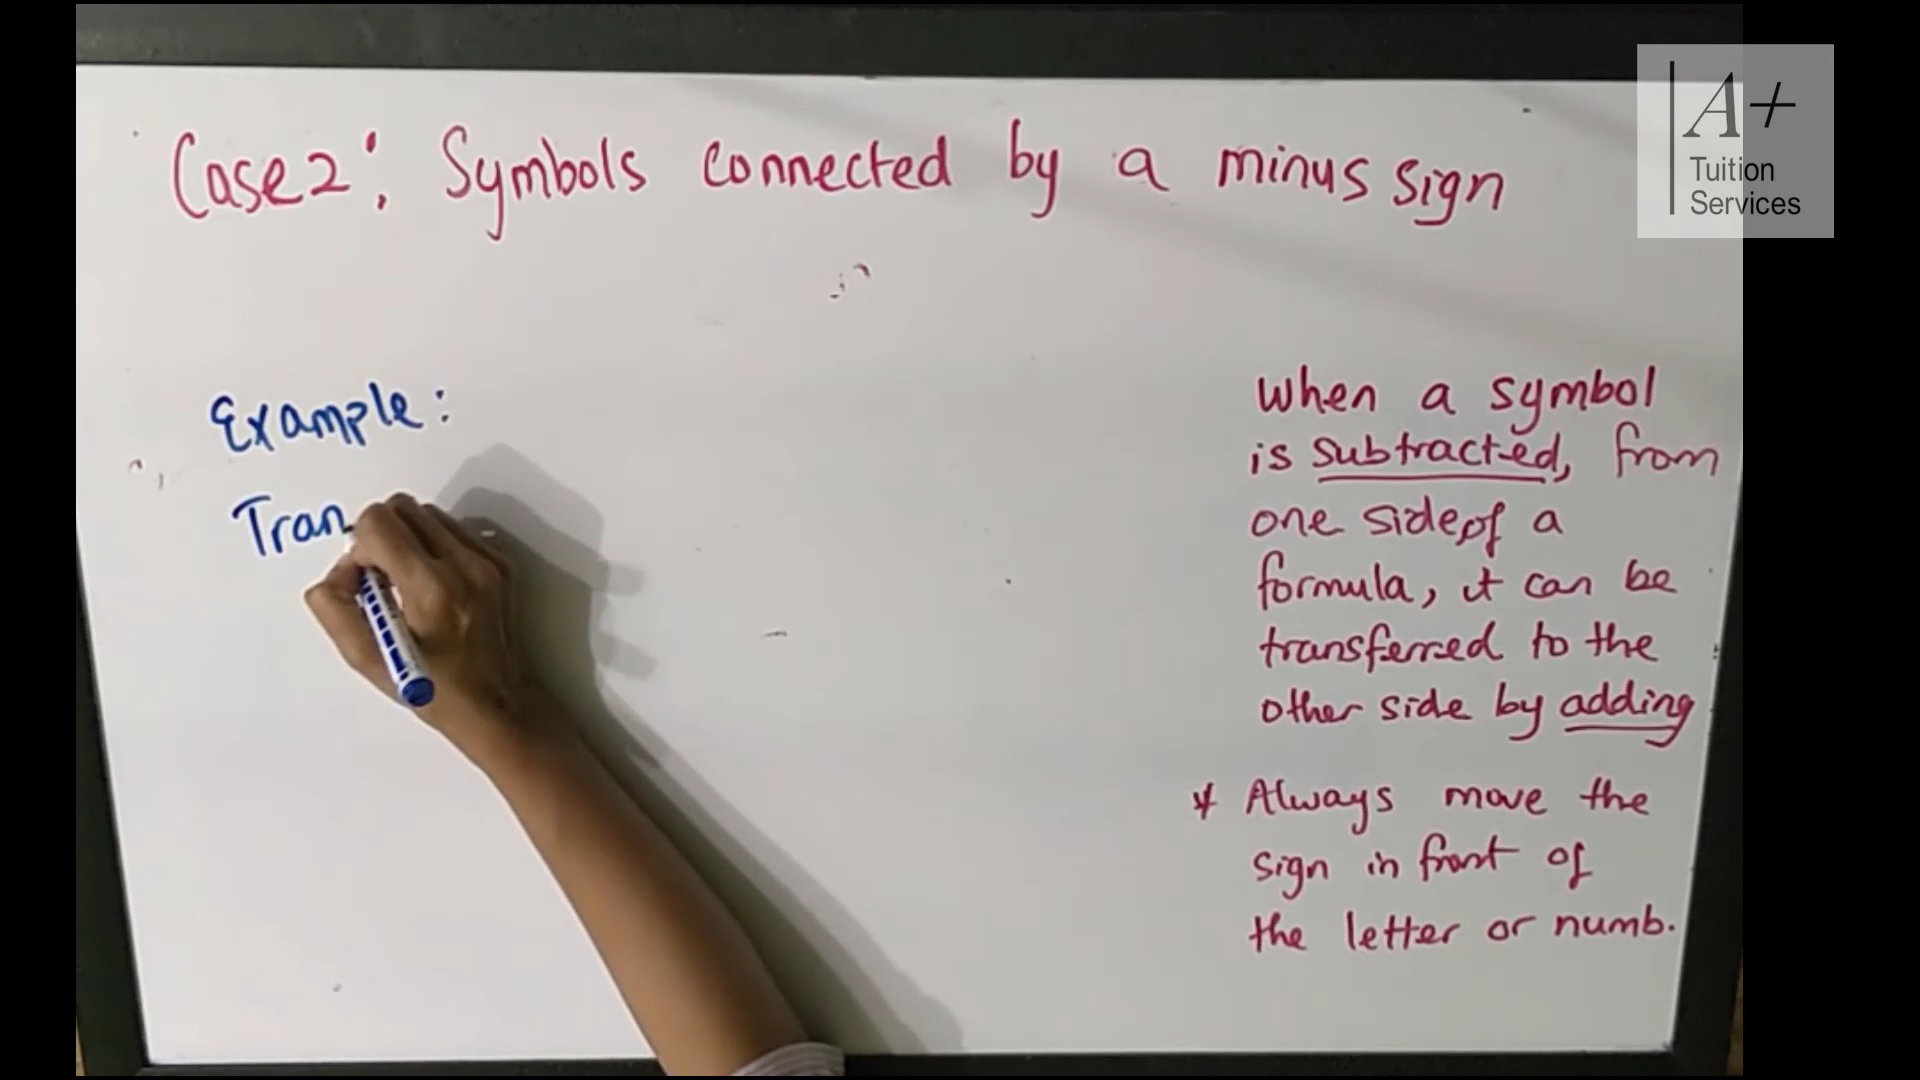 Case2: Symbols connected by a minus sign
Example:
Tran
When a symbol
is subtracted, from
one side of a
formula, it can be
transferred to the
other side by adding
* Always move the
sign in front of
the letter or numb.
A+
Tuition
Services